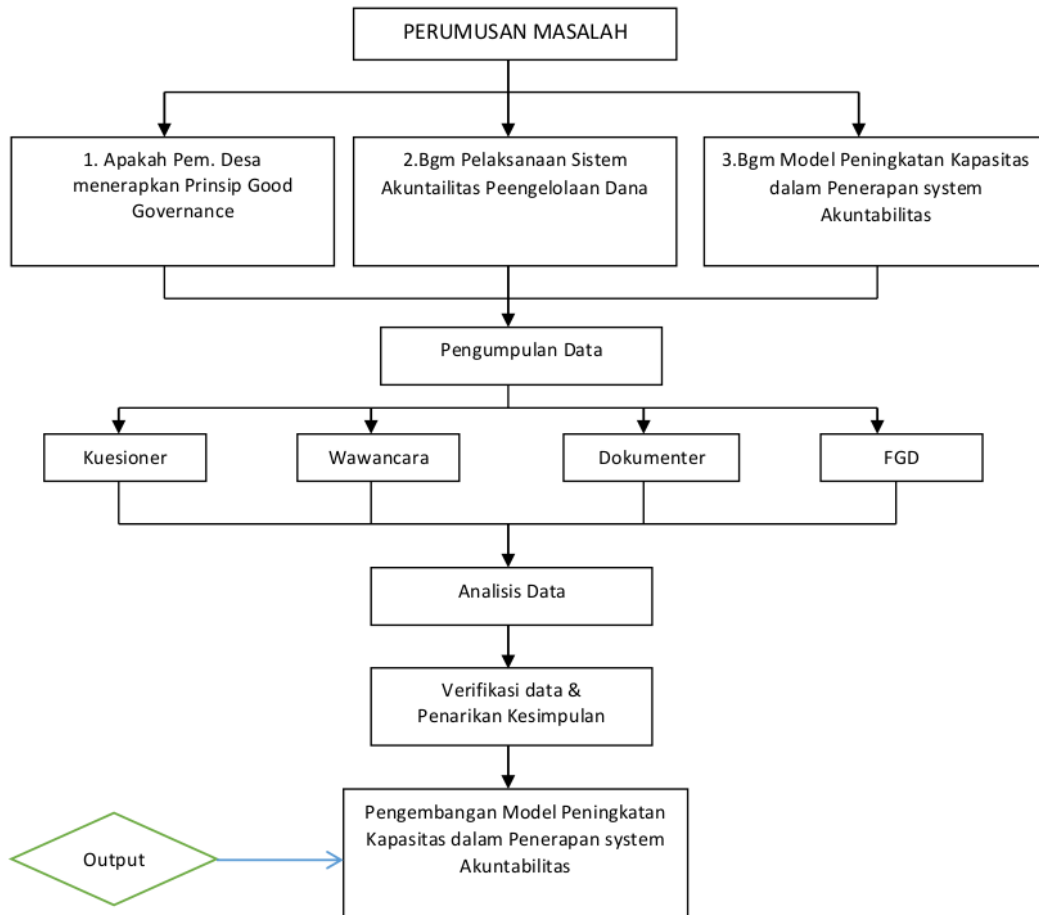 PERUMUSAN MASALAH
1. Apakah Pem. Desa
menerapkan Prinsip Good
Governance
2.Bgm Pelaksanaan Sistem
Akuntailitas Peengelolaan Dana
3.Bgm Model Peningkatan Kapasitas
dalam Penerapan system
Akuntabilitas
Pengumpulan Data
Kuesioner
Wawancara
Dokumenter
FGD
Analisis Data
Verifikasi data &
Penarikan Kesimpulan
Output
Pengembangan Model Peningkatan
Kapasitas dalam Penerapan system
Akuntabilitas